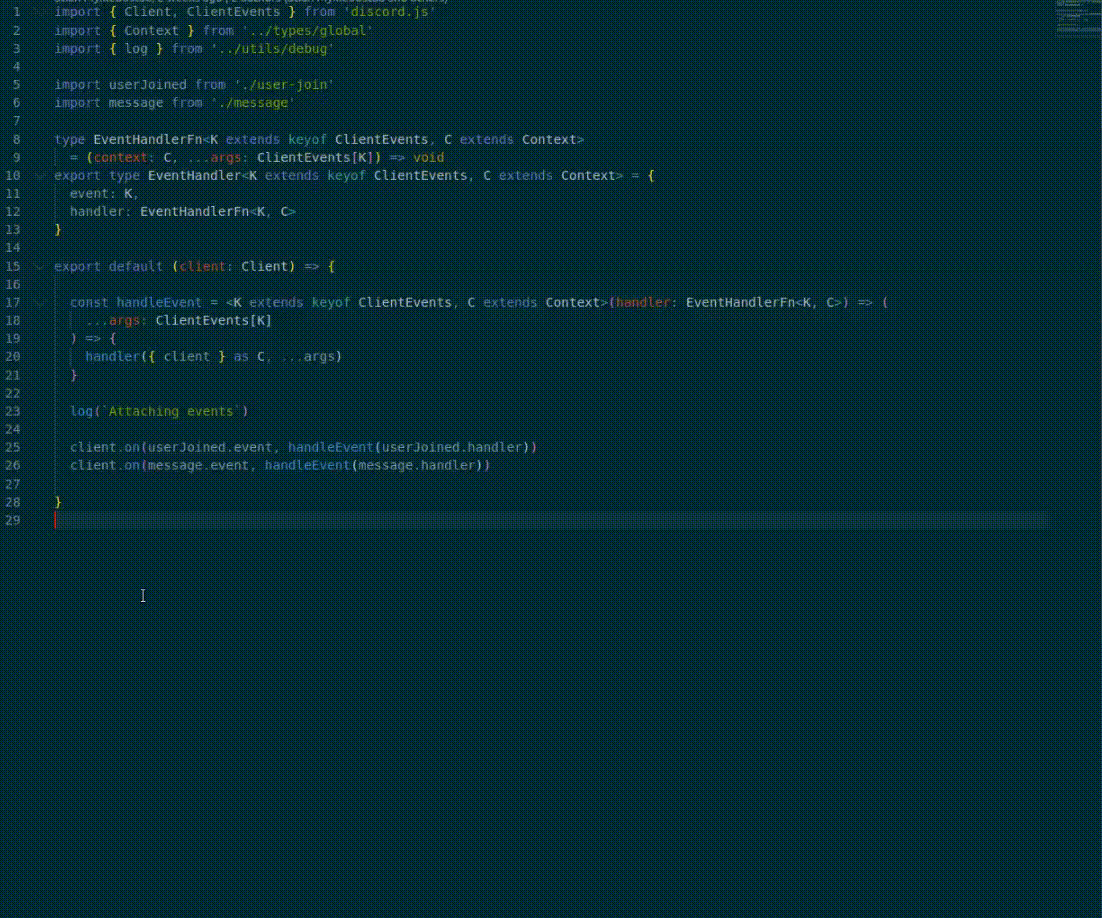 1 import { Client, ClientEvents } from 'discord.js'
2 import { Context } from '../types/global'
3 import { log } from '../utils/debug'
4
5 import userJoined from './user-join'
6 import message from './message'
7
8 type EventHandlerFn<K extends keyof ClientEvents, C extends Context>
9   = (context: C, ...args: ClientEvents[K]) => void
10 export type EventHandler<K extends keyof ClientEvents, C extends Context> = {
11   event: K,
12   handler: EventHandlerFn<K, C>
13 }
14
15 export default (client: Client) => {
16
17   const handleEvent = <K extends keyof ClientEvents, C extends Context>(handler: EventHandlerFn<K, C>) => (
18     ...args: ClientEvents[K]
19   ) => {
20     handler({ client } as C, ...args)
21   }
22
23   log(`Attaching events`)
24
25   client.on(userJoined.event, handleEvent(userJoined.handler))
26   client.on(message.event, handleEvent(message.handler))
27
28 }
29